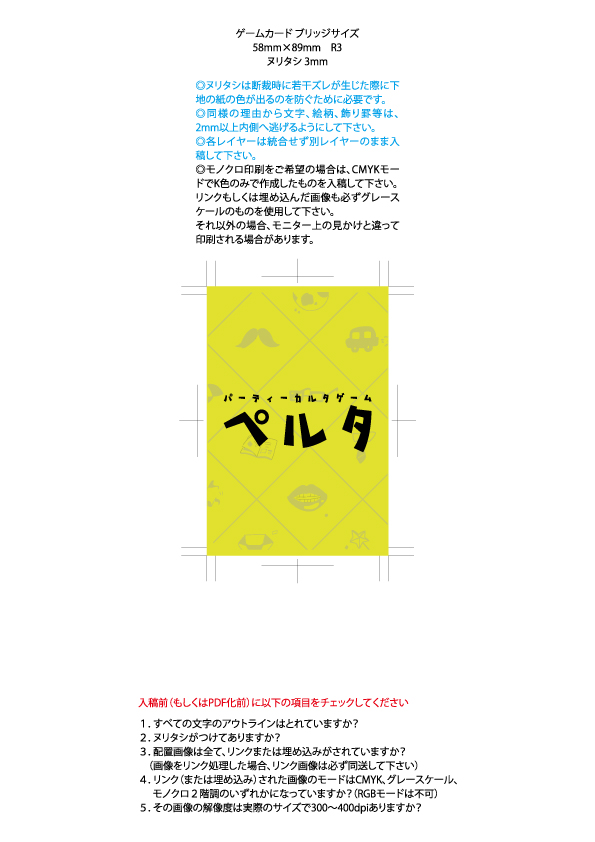 ゲームカード ブリッジサイズ
58mm×89mm　R3
ヌリタシ 3mm
◎ヌリタシは断裁時に若干ズレが生じた際に下
地の紙の色が出るのを防ぐために必要です。
◎同様の理由から文字、絵柄、飾り罫等は、
2mm以上内側へ逃げるようにして下さい。
◎各レイヤーは統合せず別レイヤーのまま入
稿して下さい。
◎モノクロ印刷をご希望の場合は、CMYKモー
ドでK色のみで作成したものを入稿して下さい。
リンクもしくは埋め込んだ画像も必ずグレース
ケールのものを使用して下さい。
それ以外の場合、モニター上の見かけと違って
印刷される場合があります。
パーティーカルタゲーム
ペルタ
入稿前（もしくはPDF化前）に以下の項目をチェックしてください
１．すべての文字のアウトラインはとれていますか？
２．ヌリタシがつけてありますか？
３．配置画像は全て、リンクまたは埋め込みがされていますか？
（画像をリンク処理した場合、リンク画像は必ず同送して下さい）
４．リンク（または埋め込み）された画像のモードはCMYK、グレースケール、
モノクロ２階調のいずれかになっていますか？（RGBモードは不可）
５．その画像の解像度は実際のサイズで300～400dpiありますか？